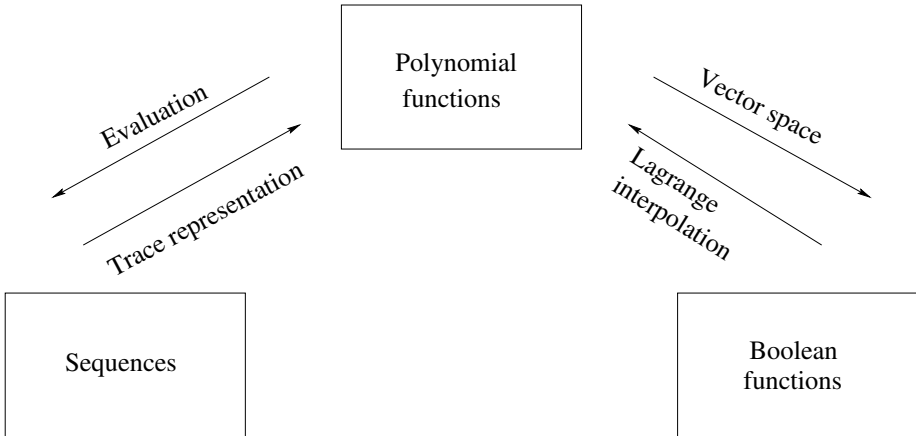 Polynomial
functions
Evaluation
Trace representation
Vector space
Lagrange
interpolation
Sequences
Boolean
functions